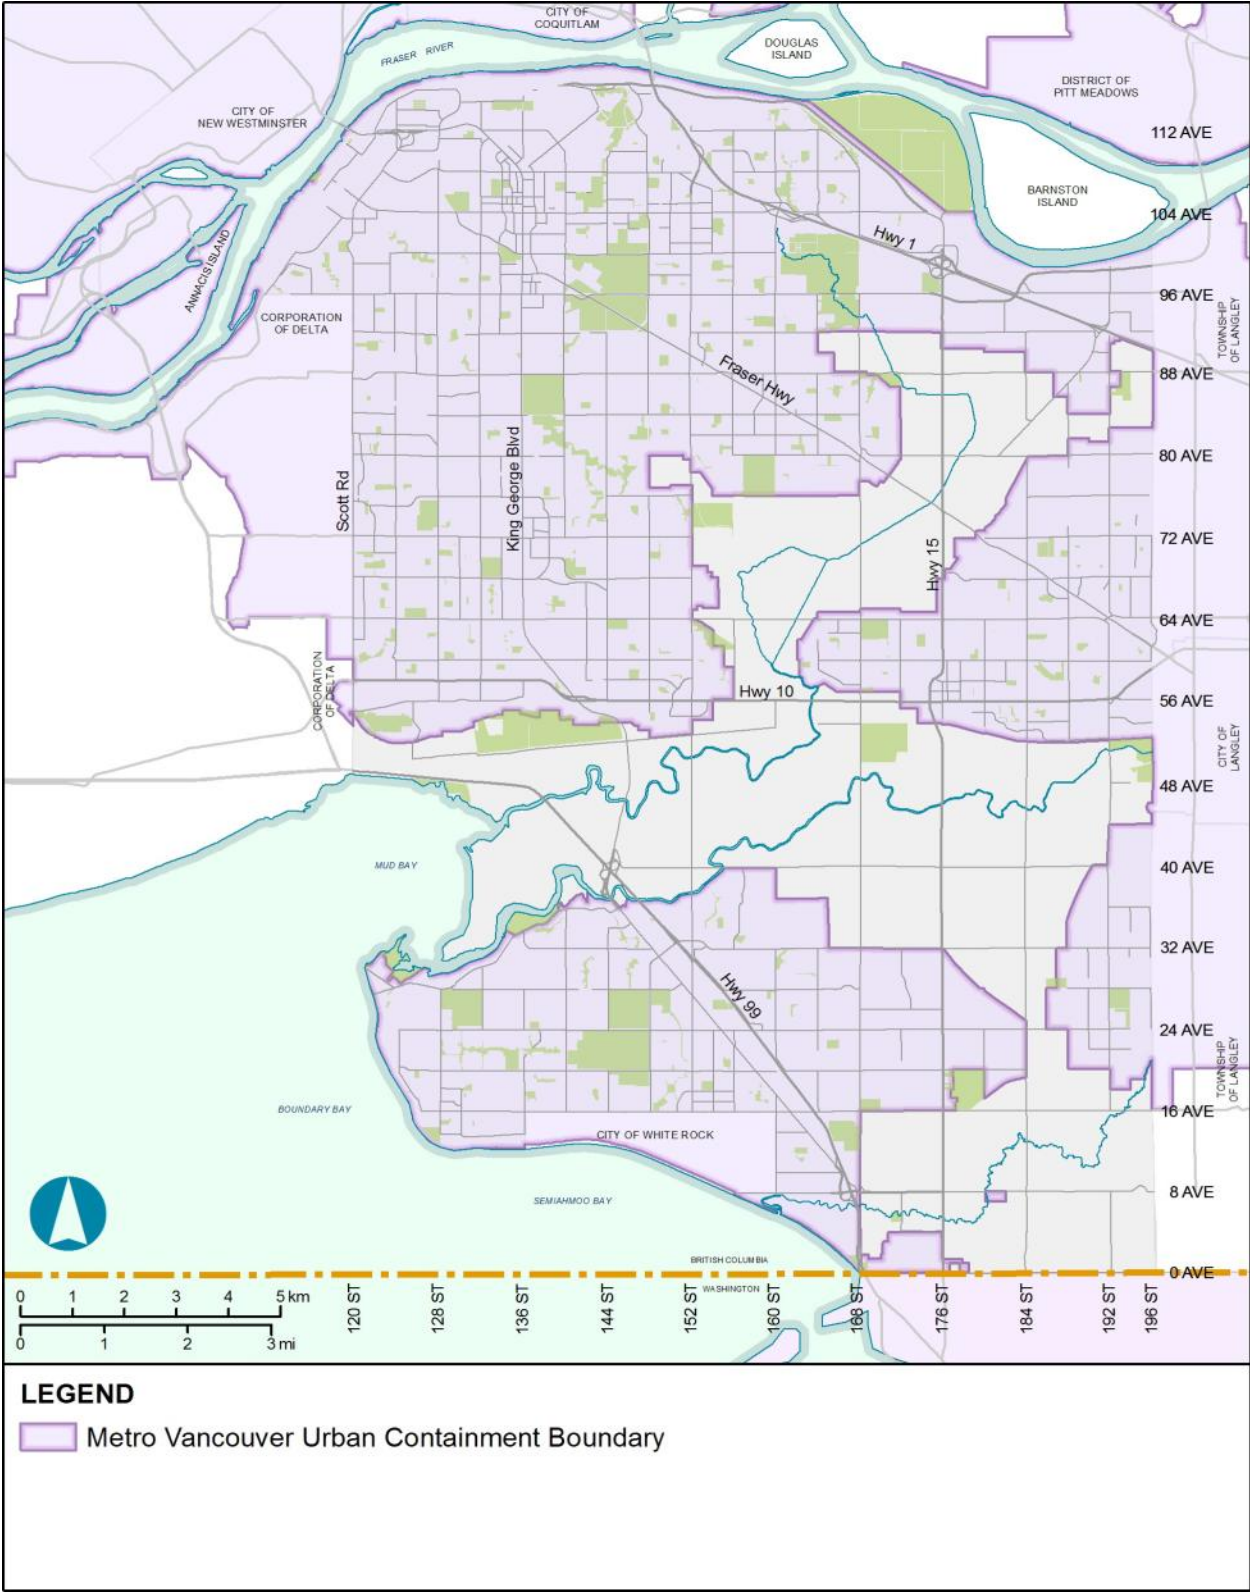 CITY OF
COQUITLAM
FRASER RIVER
DOUGLAS
ISLAND
DISTRICT OF
PITT MEADOWS
CITY OF
NEW WESTMINSTER
112 AVE
BARNSTON
ISLAND
104 AVE
Hwy 1
ANNACIS ISLAND
96 AVE
CORPORATION
OF DELTA
TOWNSHIP
OF LANGLEY
Fraser Hwy
88 AVE
King George Blvd
80 AVE
Scott Rd
72 AVE
Hwy 15
64 AVE
CORPORATION
OF DELTA
Hwy 10
56 AVE
CITY OF
LANGLEY
48 AVE
MUD BAY
40 AVE
32 AVE
Hwy 99
24 AVE
TOWNSHIP
OF LANGLEY
BOUNDARY BAY
16 AVE
CITY OF WHITE ROCK
SEMIAHMOO BAY
8 AVE
BRITISH COLUMBIA
0 AVE
WASHINGTON
0 1 2 3 4 5 km
0 1 2 3 mi
120 ST
128 ST
136 ST
144 ST
152 ST
160 ST
168 ST
176 ST
184 ST
192 ST
196 ST
LEGEND
Metro Vancouver Urban Containment Boundary